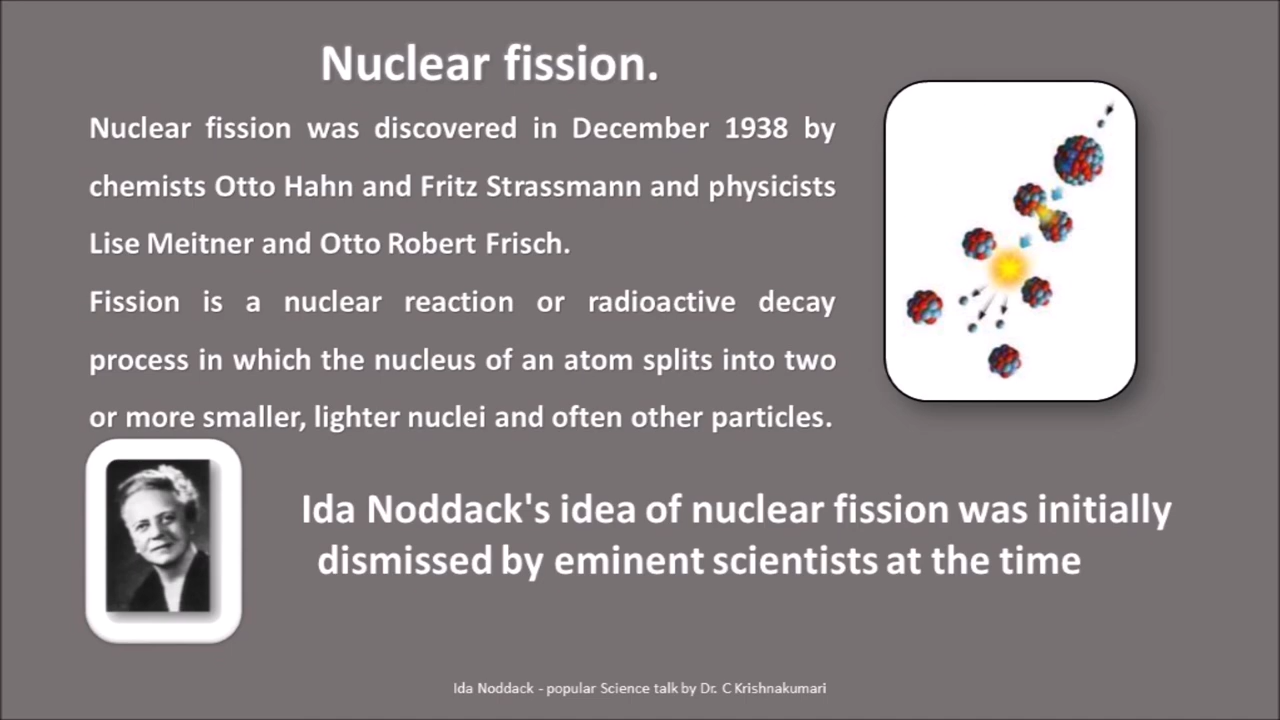 Nuclear fission.
Nuclear fission was discovered in December 1938 by
chemists Otto Hahn and Fritz Strassmann and physicists
Lise Meitner and Otto Robert Frisch.
Fission is a nuclear reaction or radioactive decay
process in which the nucleus of an atom splits into two
or more smaller, lighter nuclei and often other particles.
Ida Noddack's idea of nuclear fission was initially
dismissed by eminent scientists at the time
Ida Noddack - popular Science talk by Dr. C Krishnakumari